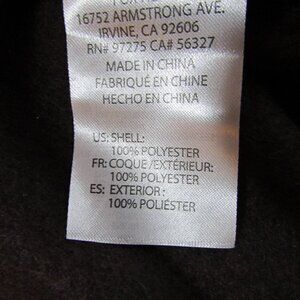 16752 ARMSTRONG AVE.
IRVINE, CA 92606
RN# 97275 CA# 56327
MADE IN CHINA
FABRIQUÉ EN CHINE
HECHO EN CHINA
US: SHELL:
100% POLYESTER
FR: COQUE/EXTÉRIEUR:
100% POLYESTER
ES: EXTERIOR:
100% POLIÉSTER